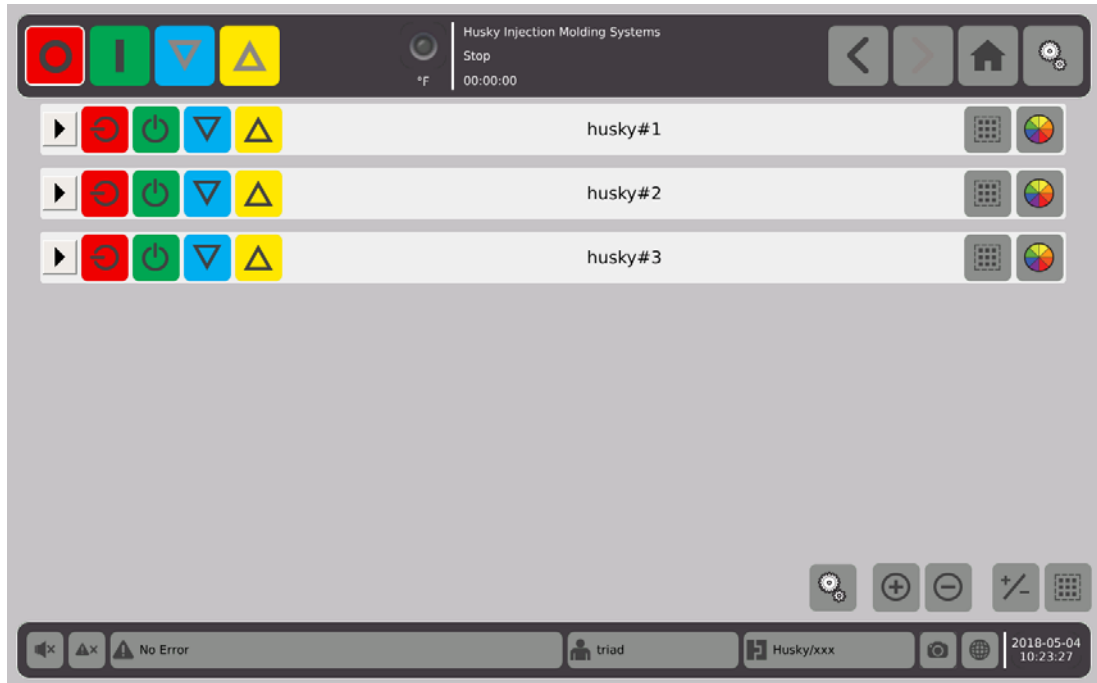 Husky Injection Molding Systems
Stop
°F
00:00:00
husky#1
husky#2
husky#3
No Error
triad
Husky/xxx
2018-05-04
10:23:27